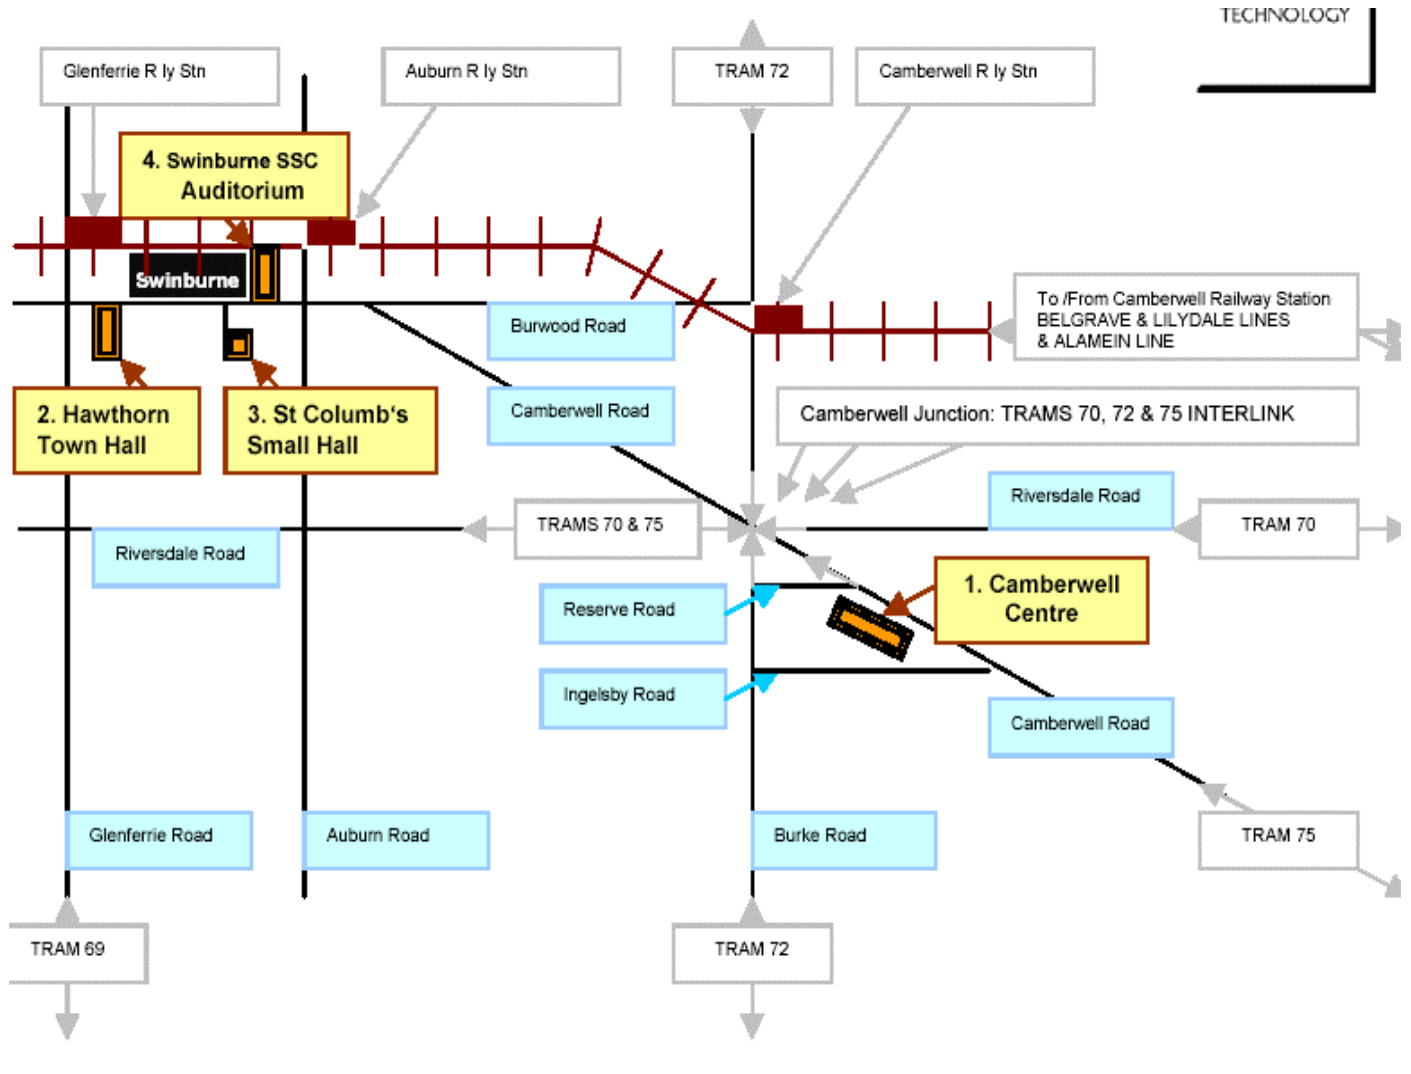 TECHNOLOGY
Glenferrie R ly Stn
Auburn R ly Stn
TRAM 72
Camberwell R ly Stn
4. Swinburne SSC
Auditorium
Swinburne
To /From Camberwell Railway Station
BELGRAVE & LILYDALE LINES
& ALAMEIN LINE
Burwood Road
2. Hawthorn
Town Hall
3. St Columb's
Small Hall
Camberwell Road
Camberwell Junction: TRAMS 70, 72 & 75 INTERLINK
Riversdale Road
TRAMS 70 & 75
TRAM 70
Riversdale Road
1. Camberwell
Centre
Reserve Road
Ingelsby Road
Camberwell Road
Glenferrie Road
Auburn Road
Burke Road
TRAM 75
TRAM 69
TRAM 72